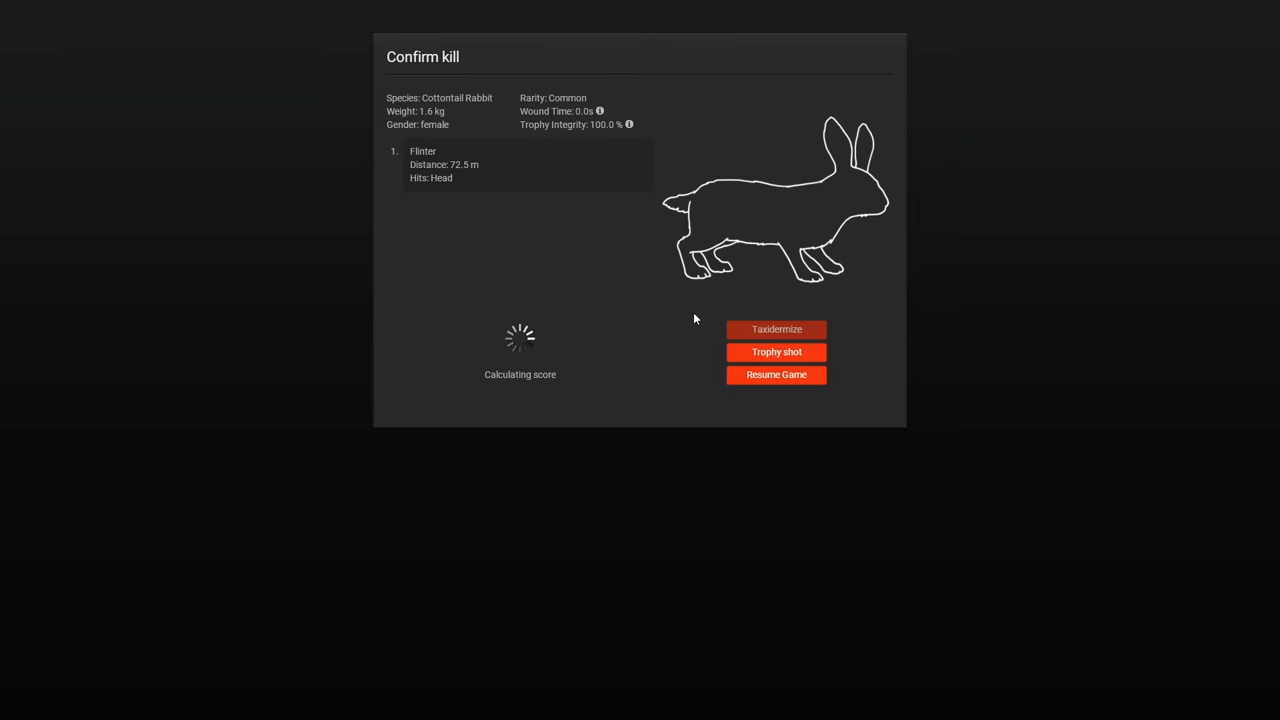 Confirm kill
Species: Cottontail Rabbit
Weight: 1.6 kg
Gender: female
Rarity: Common
Wound Time: 0.0s
Trophy Integrity: 100.0 %
1.
Flinter
Distance: 72.5 m
Hits: Head
Calculating score
Taxidermize
Trophy shot
Resume Game